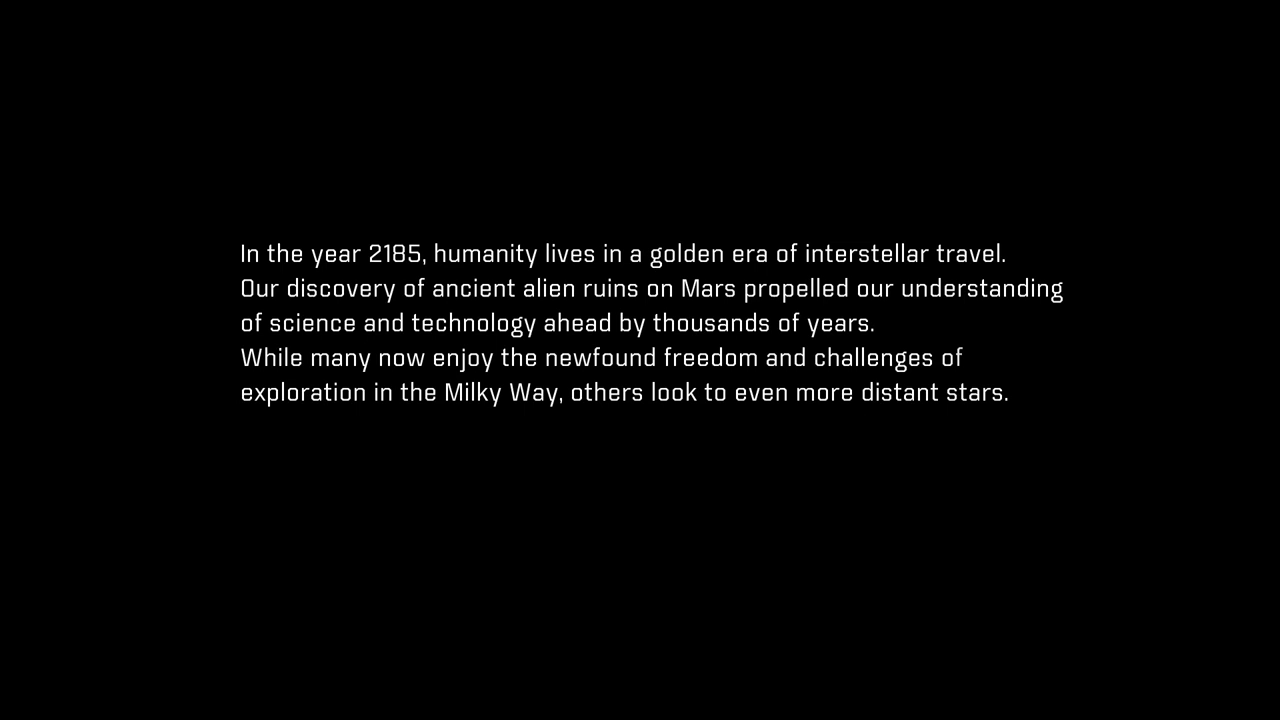 In the year 2185, humanity lives in a golden era of interstellar travel.
Our discovery of ancient alien ruins on Mars propelled our understanding
of science and technology ahead by thousands of years.
While many now enjoy the newfound freedom and challenges of
exploration in the Milky Way, others look to even more distant stars.